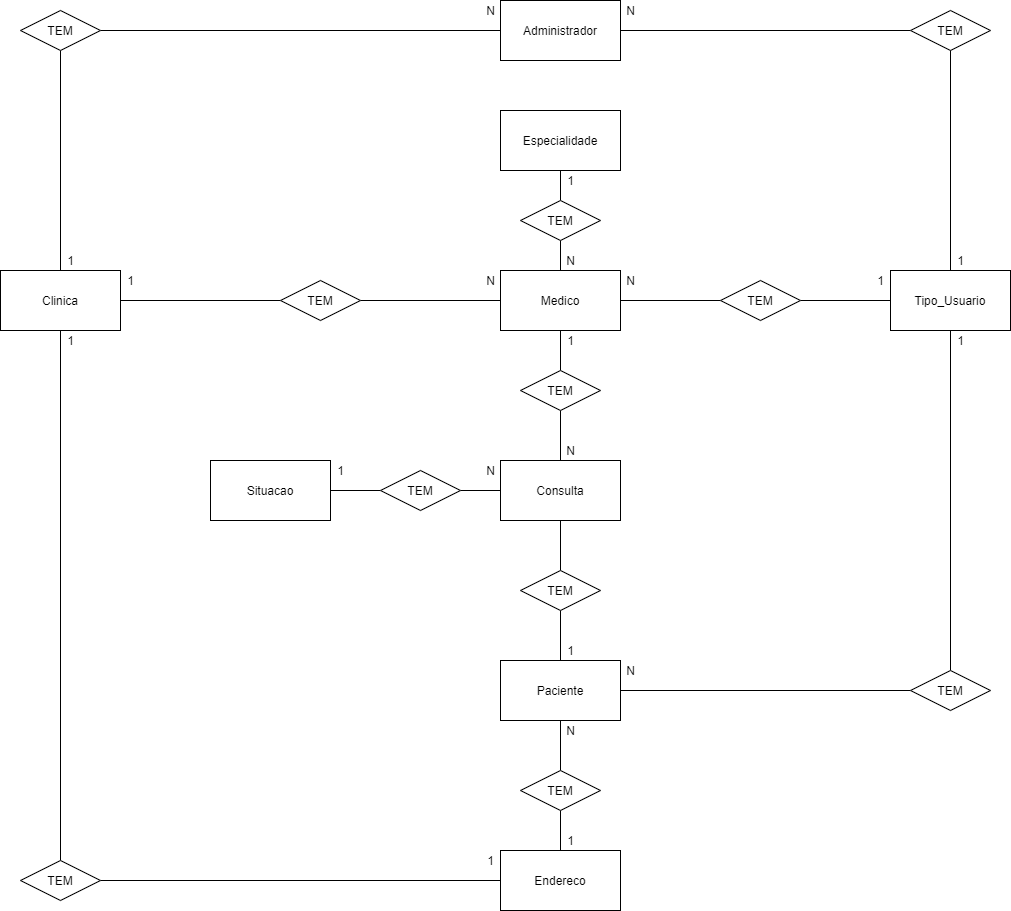 N
N
TEM
Administrador
TEM
Especialidade
1
TEM
1
N
1
1
N
N
1
Clinica
TEM
Medico
TEM
Tipo_Usuario
1
1
1
TEM
N
1
N
Situacao
TEM
Consulta
TEM
1
N
Paciente
TEM
N
TEM
1
1
TEM
Endereco